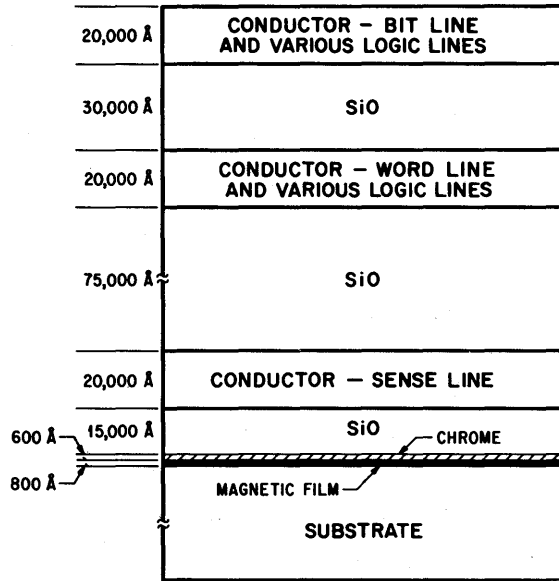 20,000 Å
CONDUCTOR – BIT LINE
AND VARIOUS LOGIC LINES
30,000 Å
SiO
20,000 Å
CONDUCTOR – WORD LINE
AND VARIOUS LOGIC LINES
75,000 Å
SiO
20,000 Å
CONDUCTOR – SENSE LINE
15,000 Å
SiO
600 Å
CHROME
800 Å
MAGNETIC FILM
SUBSTRATE